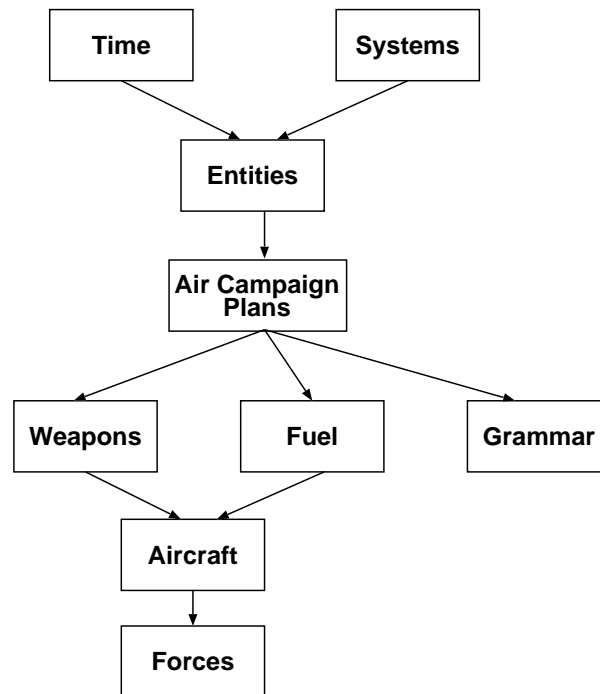 Time
Systems
Entities
Air Campaign
Plans
Weapons
Fuel
Grammar
Aircraft
Forces